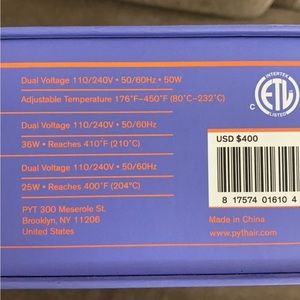 Dual Voltage 110/240V • 50/60Hz • 50W
Adjustable Temperature 176°F–450°F (80°C–232°C)
Dual Voltage 110/240V • 50/60Hz
36W • Reaches 410°F (210°C)
Dual Voltage 110/240V • 50/60Hz
25W • Reaches 400°F (204°C)
PYT 300 Meserole St.
Brooklyn, NY 11206
United States
INTERTEK
C ETL
LISTED
USD $400
8 17574 01610 4
Made in China
www.pythair.com